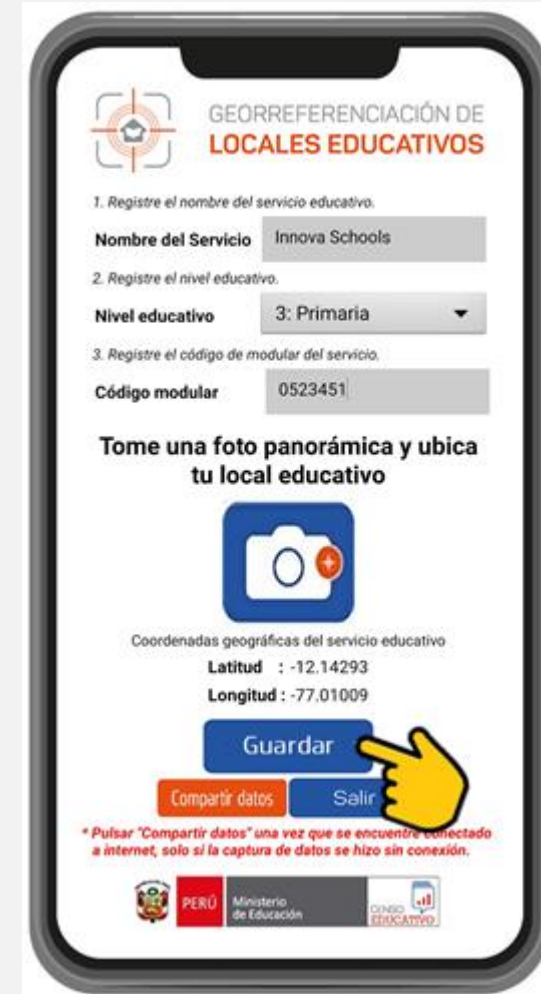 GEORREFERENCIACIÓN DE
LOCALES EDUCATIVOS
1. Registre el nombre del servicio educativo.
Nombre del Servicio Innova Schools
2. Registre el nivel educativo.
Nivel educativo 3: Primaria
3. Registre el código de modular del servicio.
Código modular 0523451
Tome una foto panorámica y ubica
tu local educativo
Coordenadas geográficas del servicio educativo
Latitud : -12.14293
Longitud : -77.01009
Guardar
Compartir datos Salir
* Pulsar "Compartir datos" una vez que se encuentre conectado
a internet, solo si la captura de datos se hizo sin conexión.
PERÚ Ministerio
de Educación
CENSO
EDUCATIVO